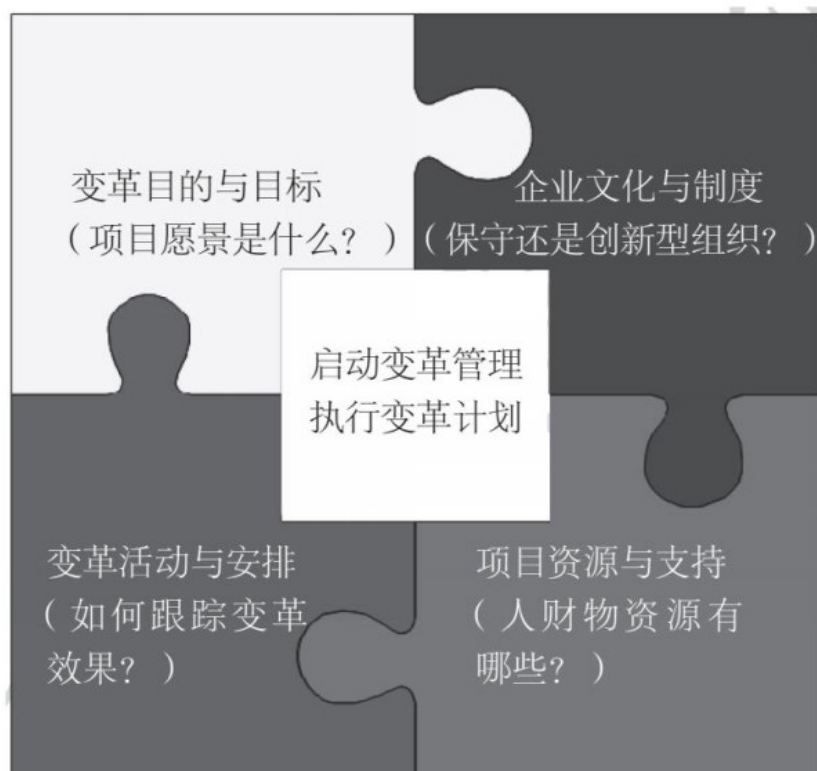 变革目的与目标
（项目愿景是什么？）
企业文化与制度
（保守还是创新型组织？）
启动变革管理
执行变革计划
变革活动与安排
（如何跟踪变革
效果？）
项目资源与支持
（人财物资源有
哪些？）